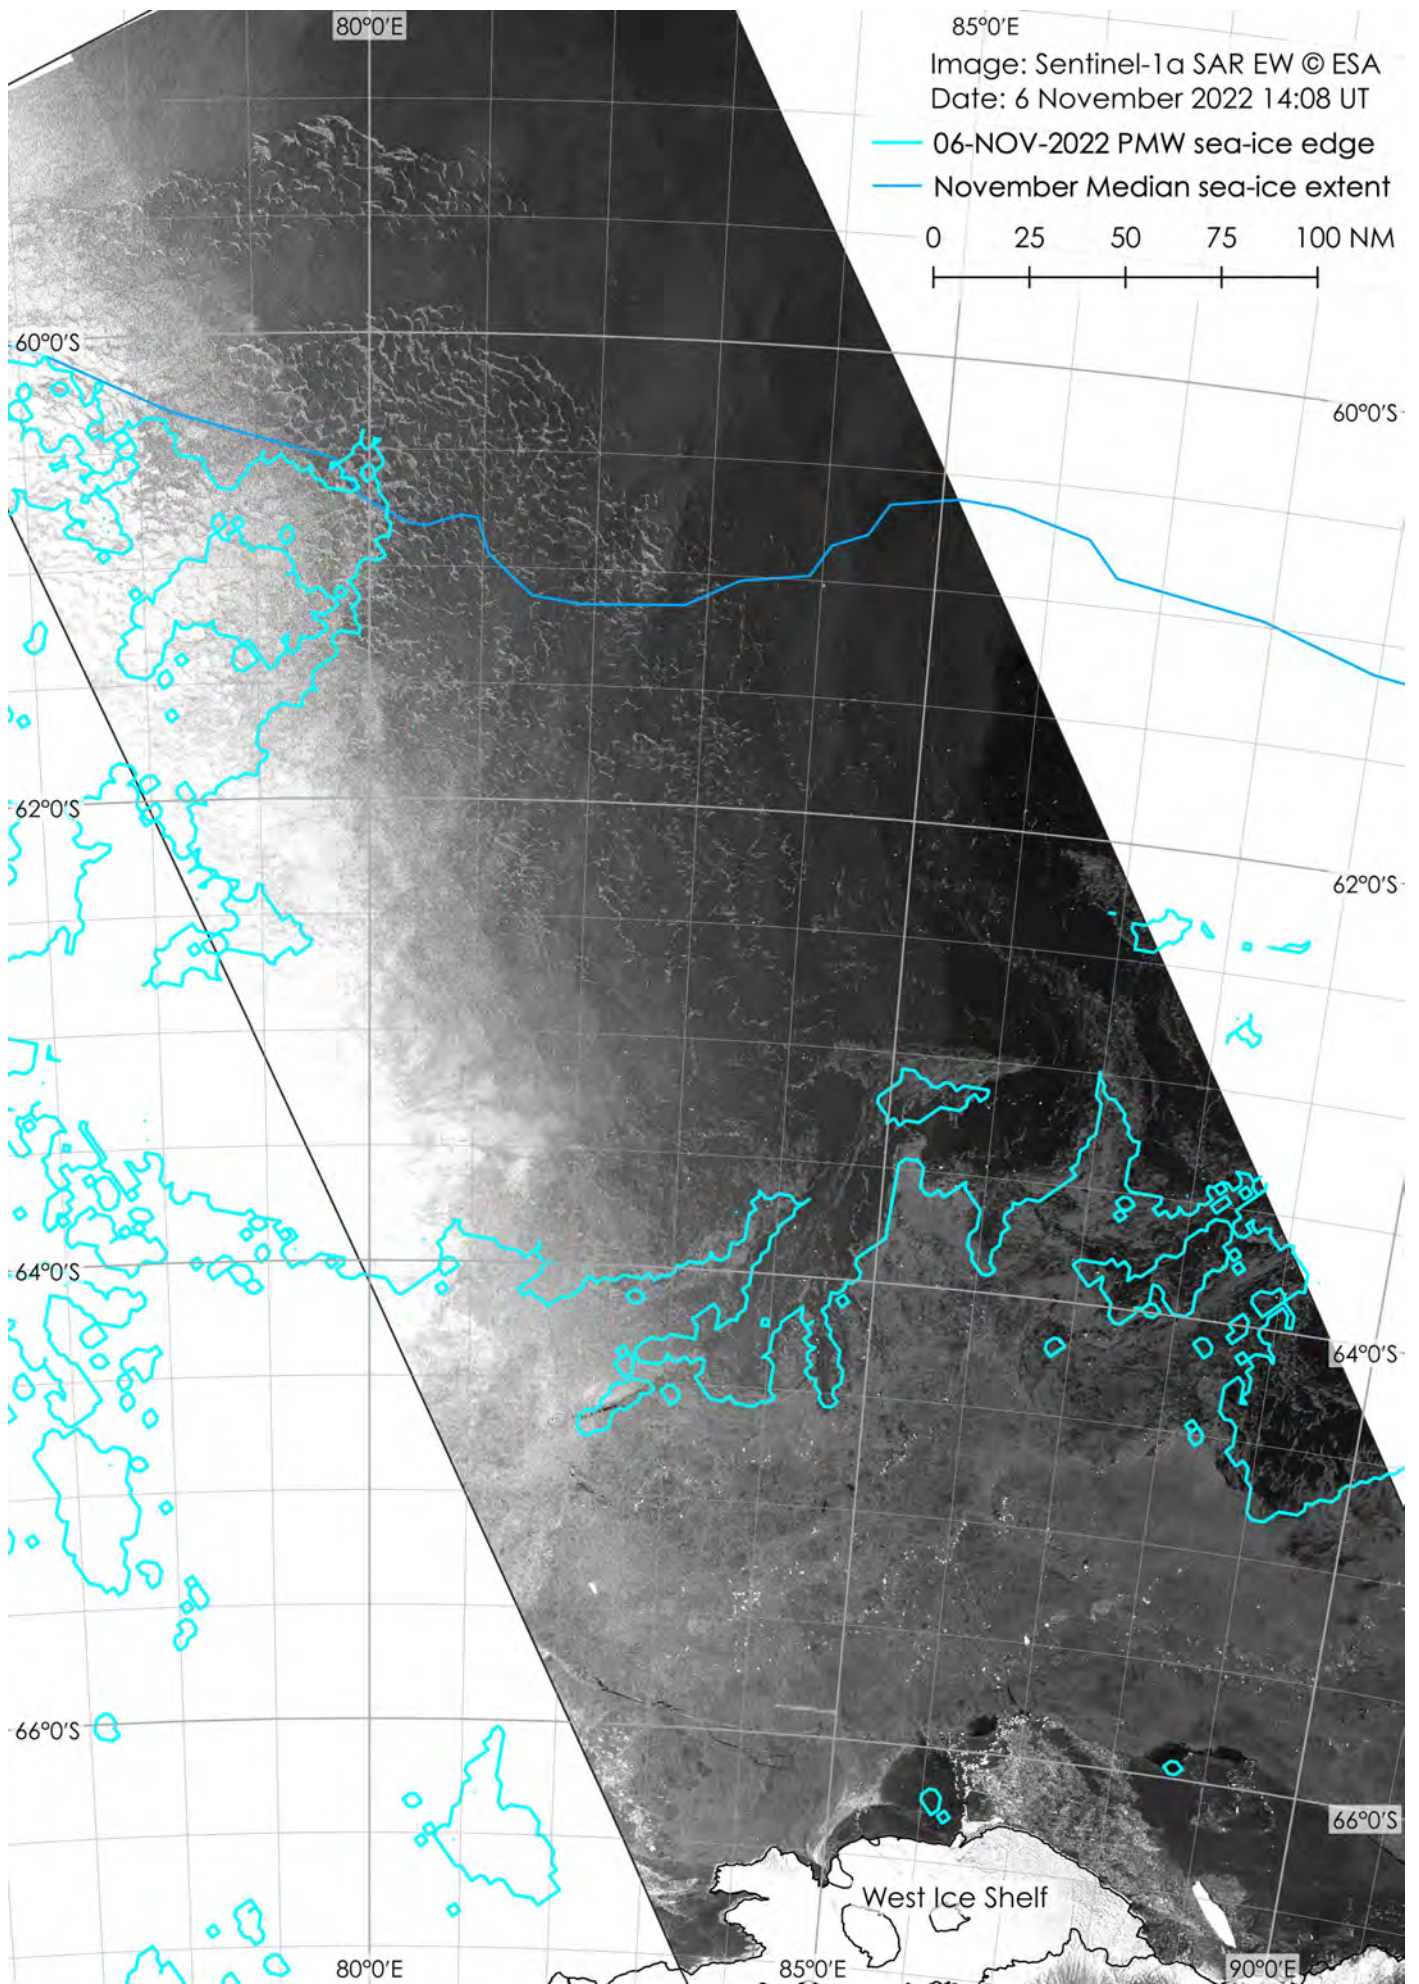 80°0'E
85°0'E
Image: Sentinel-1a SAR EW © ESA
Date: 6 November 2022 14:08 UT
06-NOV-2022 PMW sea-ice edge
November Median sea-ice extent
0 25 50 75 100 NM
60°0'S
60°0'S
62°0'S
62°0'S
64°0'S
64°0'S
66°0'S
66°0'S
West Ice Shelf
80°0'E
85°0'E
90°0'E